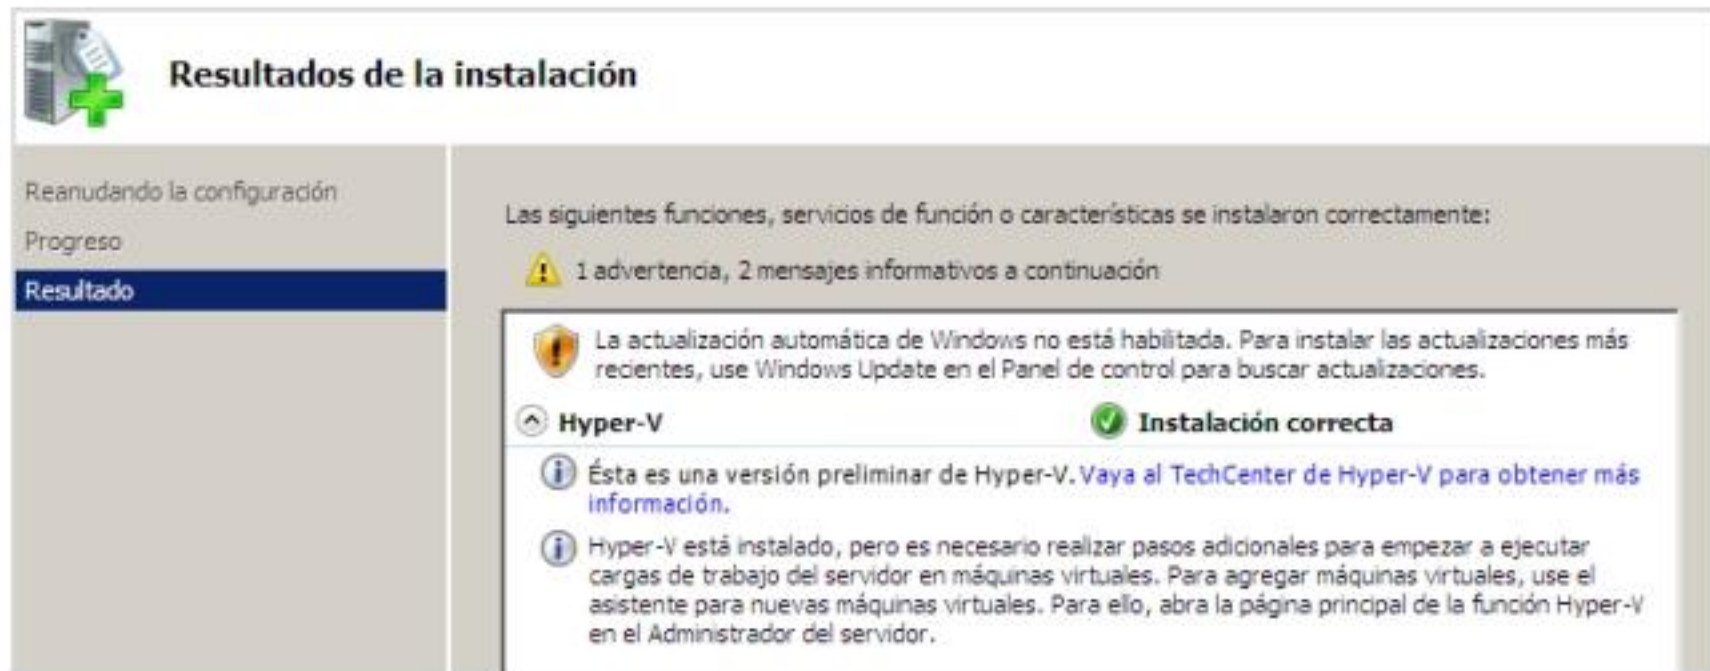 Resultados de la instalación
Reanudando la configuración
Progreso
Resultado
Las siguientes funciones, servicios de función o características se instalaron correctamente:
1 advertencia, 2 mensajes informativos a continuación
La actualización automática de Windows no está habilitada. Para instalar las actualizaciones más
recientes, use Windows Update en el Panel de control para buscar actualizaciones.
Hyper-V
Instalación correcta
Ésta es una versión preliminar de Hyper-V. Vaya al TechCenter de Hyper-V para obtener más
información.
Hyper-V está instalado, pero es necesario realizar pasos adicionales para empezar a ejecutar
cargas de trabajo del servidor en máquinas virtuales. Para agregar máquinas virtuales, use el
asistente para nuevas máquinas virtuales. Para ello, abra la página principal de la función Hyper-V
en el Administrador del servidor.